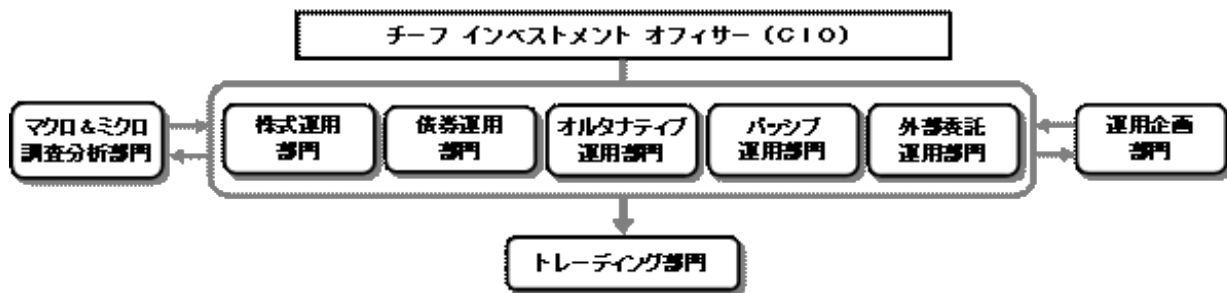 チーフ インベストメント オフィサー（CIO）
マクロ＆ミクロ
調査分析部門
株式運用
部門
債券運用
部門
オルタナティブ
運用部門
パッシブ
運用部門
外部委託
運用部門
運用企画
部門
トレーディング部門